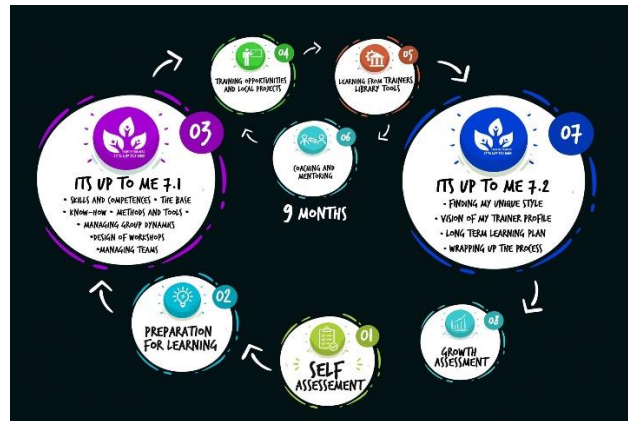 01
SELF
ASSESSEMENT
02
PREPARATION
FOR LEARNING
03
ITS UP TO ME 7.1
• SKILLS AND COMPETENCES • THE BASE
KNOW-HOW • METHODS AND TOOLS •
MANAGING GROUP DYNAMICS
•DESIGN OF WORKSHOPS
•MANAGING TEAMS
04
TRAINING OPPORTUNITIES
AND LOCAL PROJECTS
05
LEARNING FROM TRAINERS
LIBRARY TOOLS
06
COACHING AND
MENTORING
9 MONTHS
07
ITS UP TO ME 7.2
• FINDING MY UNIQUE STYLE
• VISION OF MY TRAINER PROFILE
• LONG TERM LEARNING PLAN
• WRAPPING UP THE PROCESS
08
GROWTH
ASSESSMENT